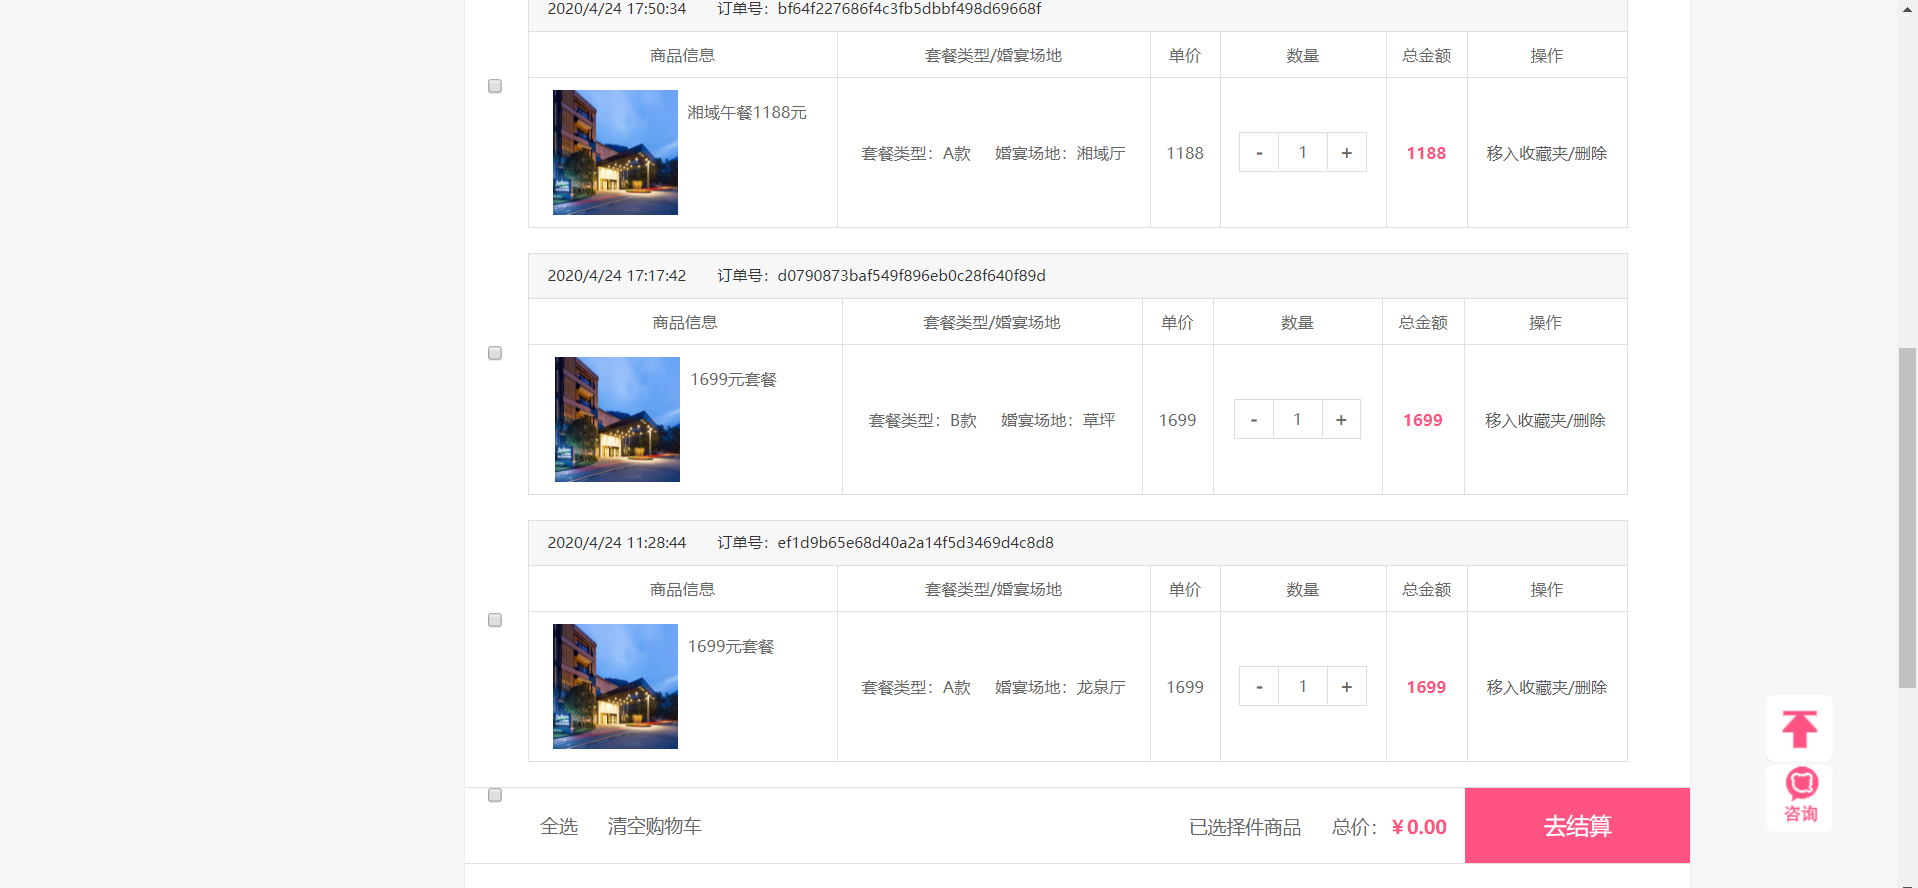 2020/4/24 17:50:34 订单号：bf64f227686f4c3fb5dbbf498d69668f
商品信息 套餐类型/婚宴场地 单价 数量 总金额 操作
湘域午餐1188元
套餐类型：A款 婚宴场地：湘域厅 1188 - 1 + 1188 移入收藏夹/删除
2020/4/24 17:17:42 订单号：d0790873baf549f896eb0c28f640f89d
商品信息 套餐类型/婚宴场地 单价 数量 总金额 操作
1699元套餐
套餐类型：B款 婚宴场地：草坪 1699 - 1 + 1699 移入收藏夹/删除
2020/4/24 11:28:44 订单号：ef1d9b65e68d40a2a14f5d3469d4c8d8
商品信息 套餐类型/婚宴场地 单价 数量 总金额 操作
1699元套餐
套餐类型：A款 婚宴场地：龙泉厅 1699 - 1 + 1699 移入收藏夹/删除
全选 清空购物车 已选择件商品 总价：￥0.00 去结算
咨询